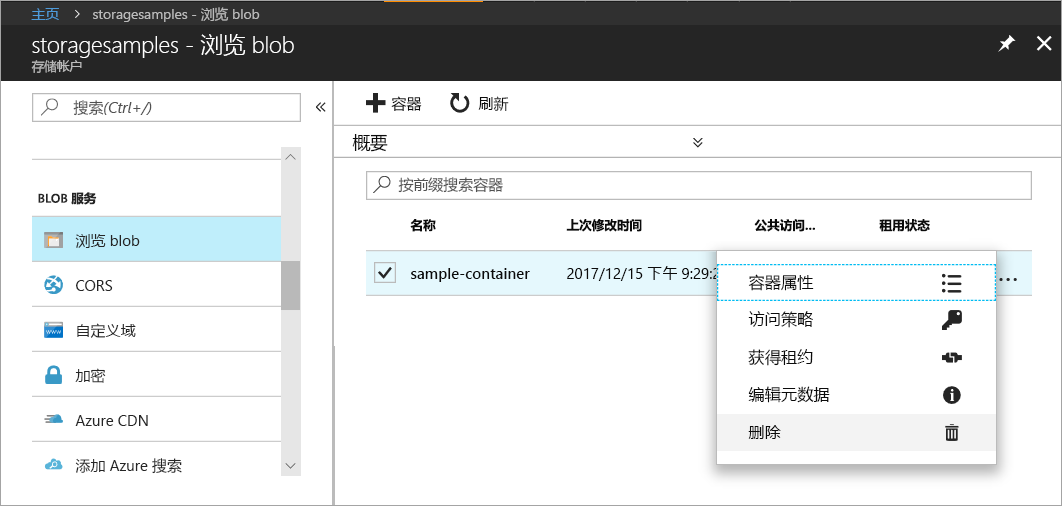 主页 > storagesamples - 浏览 blob
storagesamples - 浏览 blob
存储帐户
搜索(Ctrl+/)
BLOB 服务
浏览 blob
CORS
自定义域
加密
Azure CDN
添加 Azure 搜索
容器 刷新
概要
按前缀搜索容器
名称 上次修改时间 公共访问... 租用状态
sample-container 2017/12/15 下午 9:29:2 ...
容器属性
访问策略
获得租约
编辑元数据
删除